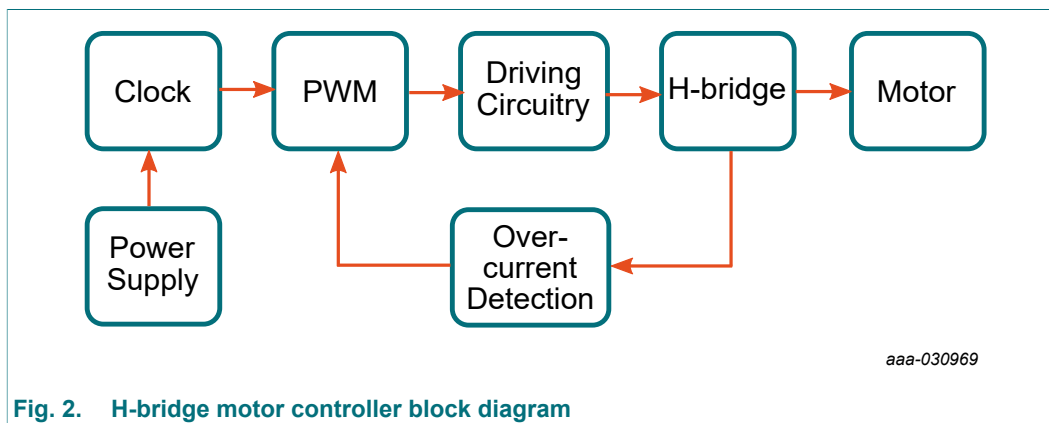 Clock
PWM
Driving
Circuitry
H-bridge
Motor
Power
Supply
Over-
current
Detection
aaa-030969
Fig. 2. H-bridge motor controller block diagram